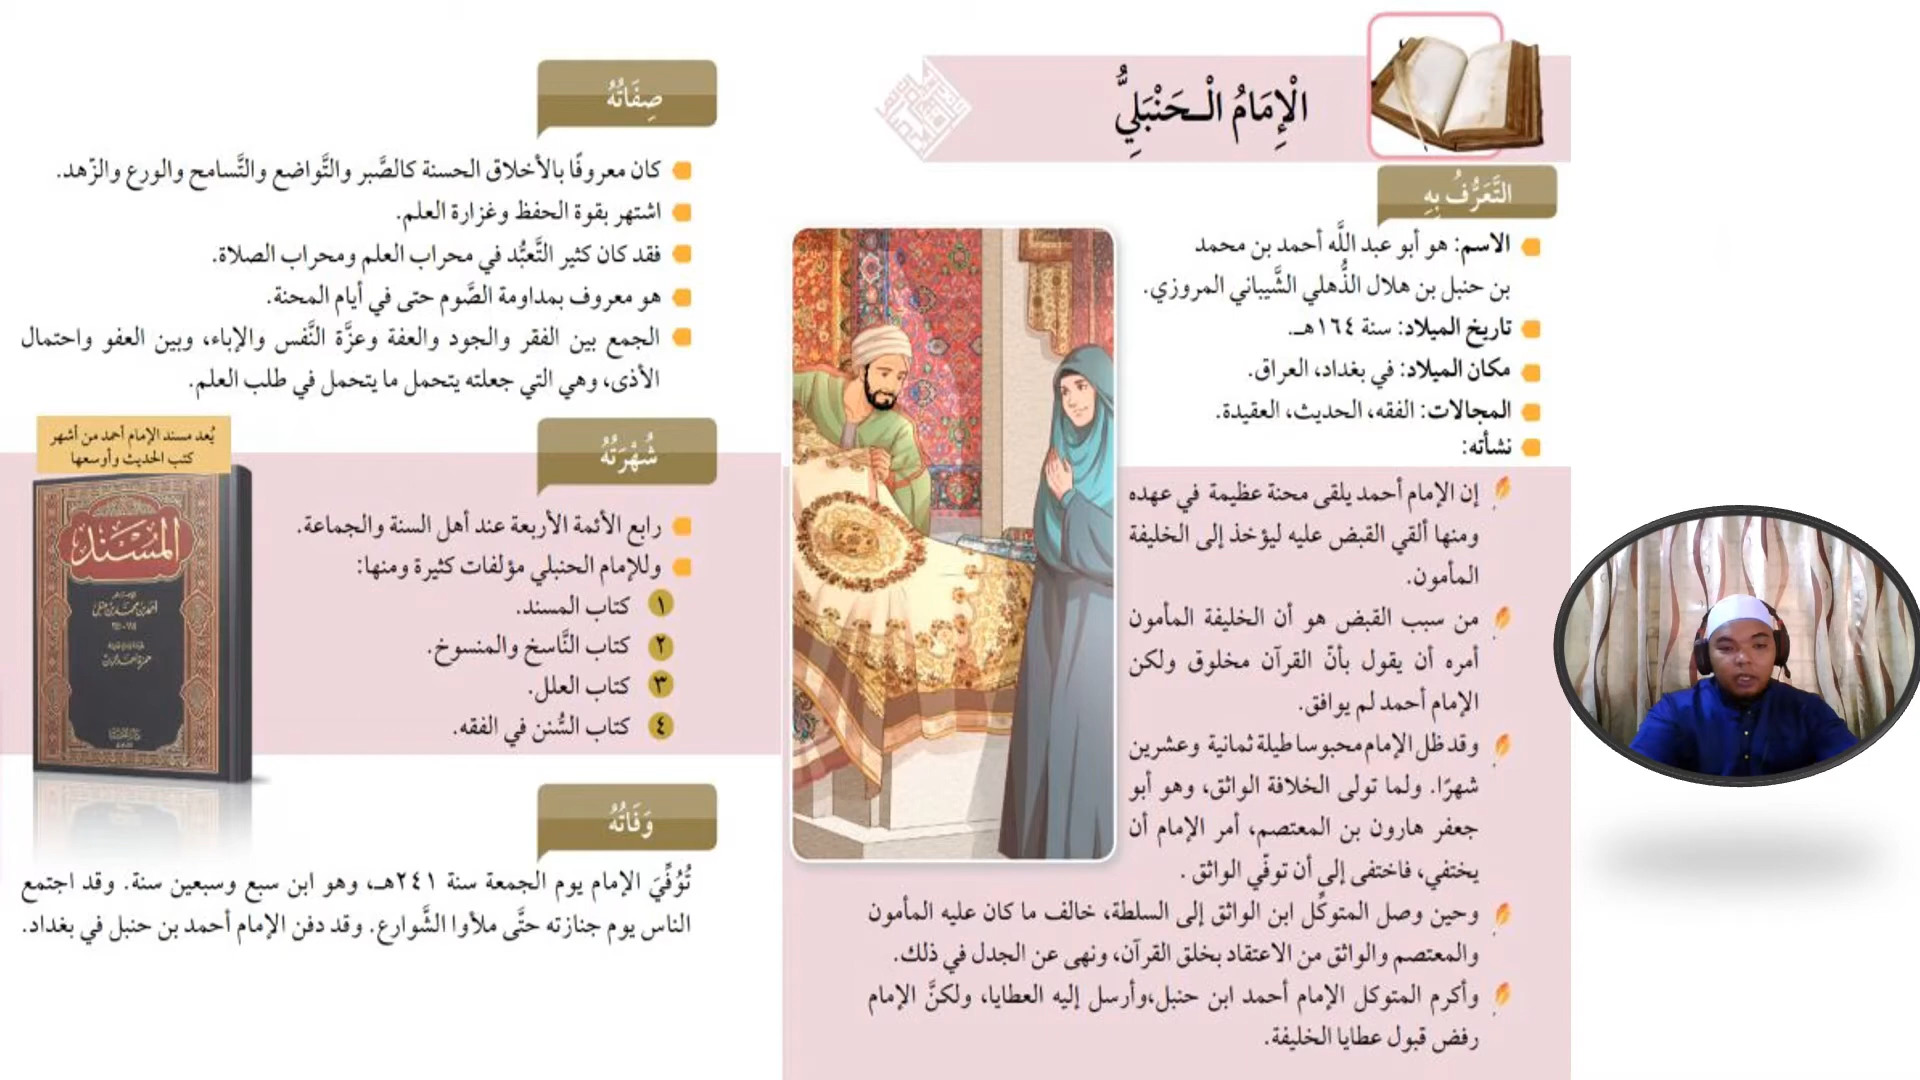 الْإِمَامُ الْـحَنْبَلِيُّ
التَّعَرُّفُ بِهِ
الاسم: هو أبو عبد اللَّه أحمد بن محمد
بن حنبل بن هلال الذُّهلي الشَّيباني المروزي.
تاريخ الميلاد: سنة ١٦٤هـ.
مكان الميلاد: في بغداد، العراق.
المجالات: الفقه، الحديث، العقيدة.
نشأته:
إن الإمام أحمد يلقى محنة عظيمة في عهده
ومنها ألقي القبض عليه ليؤخذ إلى الخليفة
المأمون.
من سبب القبض هو أن الخليفة المأمون
أمره أن يقول بأنّ القرآن مخلوق ولكن
الإمام أحمد لم يوافق.
وقد ظل الإمام محبوسا طيلة ثمانية وعشرين
شهرًا. ولما تولى الخلافة الواثق، وهو أبو
جعفر هارون بن المعتصم، أمر الإمام أن
يختفي، فاختفى إلى أن توفّي الواثق .
وحين وصل المتوكِّل ابن الواثق إلى السلطة، خالف ما كان عليه المأمون
والمعتصم والواثق من الاعتقاد بخلق القرآن، ونهى عن الجدل في ذلك.
وأكرم المتوكل الإمام أحمد ابن حنبل،وأرسل إليه العطايا، ولكنَّ الإمام
رفض قبول عطايا الخليفة.
صِفَاتُهُ
كان معروفًا بالأخلاق الحسنة كالصَّبر والتَّواضع والتَّسامح والورع والزّهد.
اشتهر بقوة الحفظ وغزارة العلم.
فقد كان كثير التَّعبُّد في محراب العلم ومحراب الصلاة.
هو معروف بمداومة الصَّوم حتى في أيام المحنة.
الجمع بين الفقر والجود والعفة وعزَّة النَّفس والإباء، وبين العفو واحتمال
الأذى، وهي التي جعلته يتحمل ما يتحمل في طلب العلم.
شُهْرَتُهُ
رابع الأئمة الأربعة عند أهل السنة والجماعة.
وللإمام الحنبلي مؤلفات كثيرة ومنها:
١ كتاب المسند.
٢ كتاب النَّاسخ والمنسوخ.
٣ كتاب العلل.
٤ كتاب السُّنن في الفقه.
يُعد مسند الإمام أحمد من أشهر
كتب الحديث وأوسعها
المُسْنَد
وَفَاتُهُ
تُوُفِّيَ الإمام يوم الجمعة سنة ٢٤١هـ، وهو ابن سبع وسبعين سنة. وقد اجتمع
الناس يوم جنازته حتَّى ملأوا الشَّوارع. وقد دفن الإمام أحمد بن حنبل في بغداد.